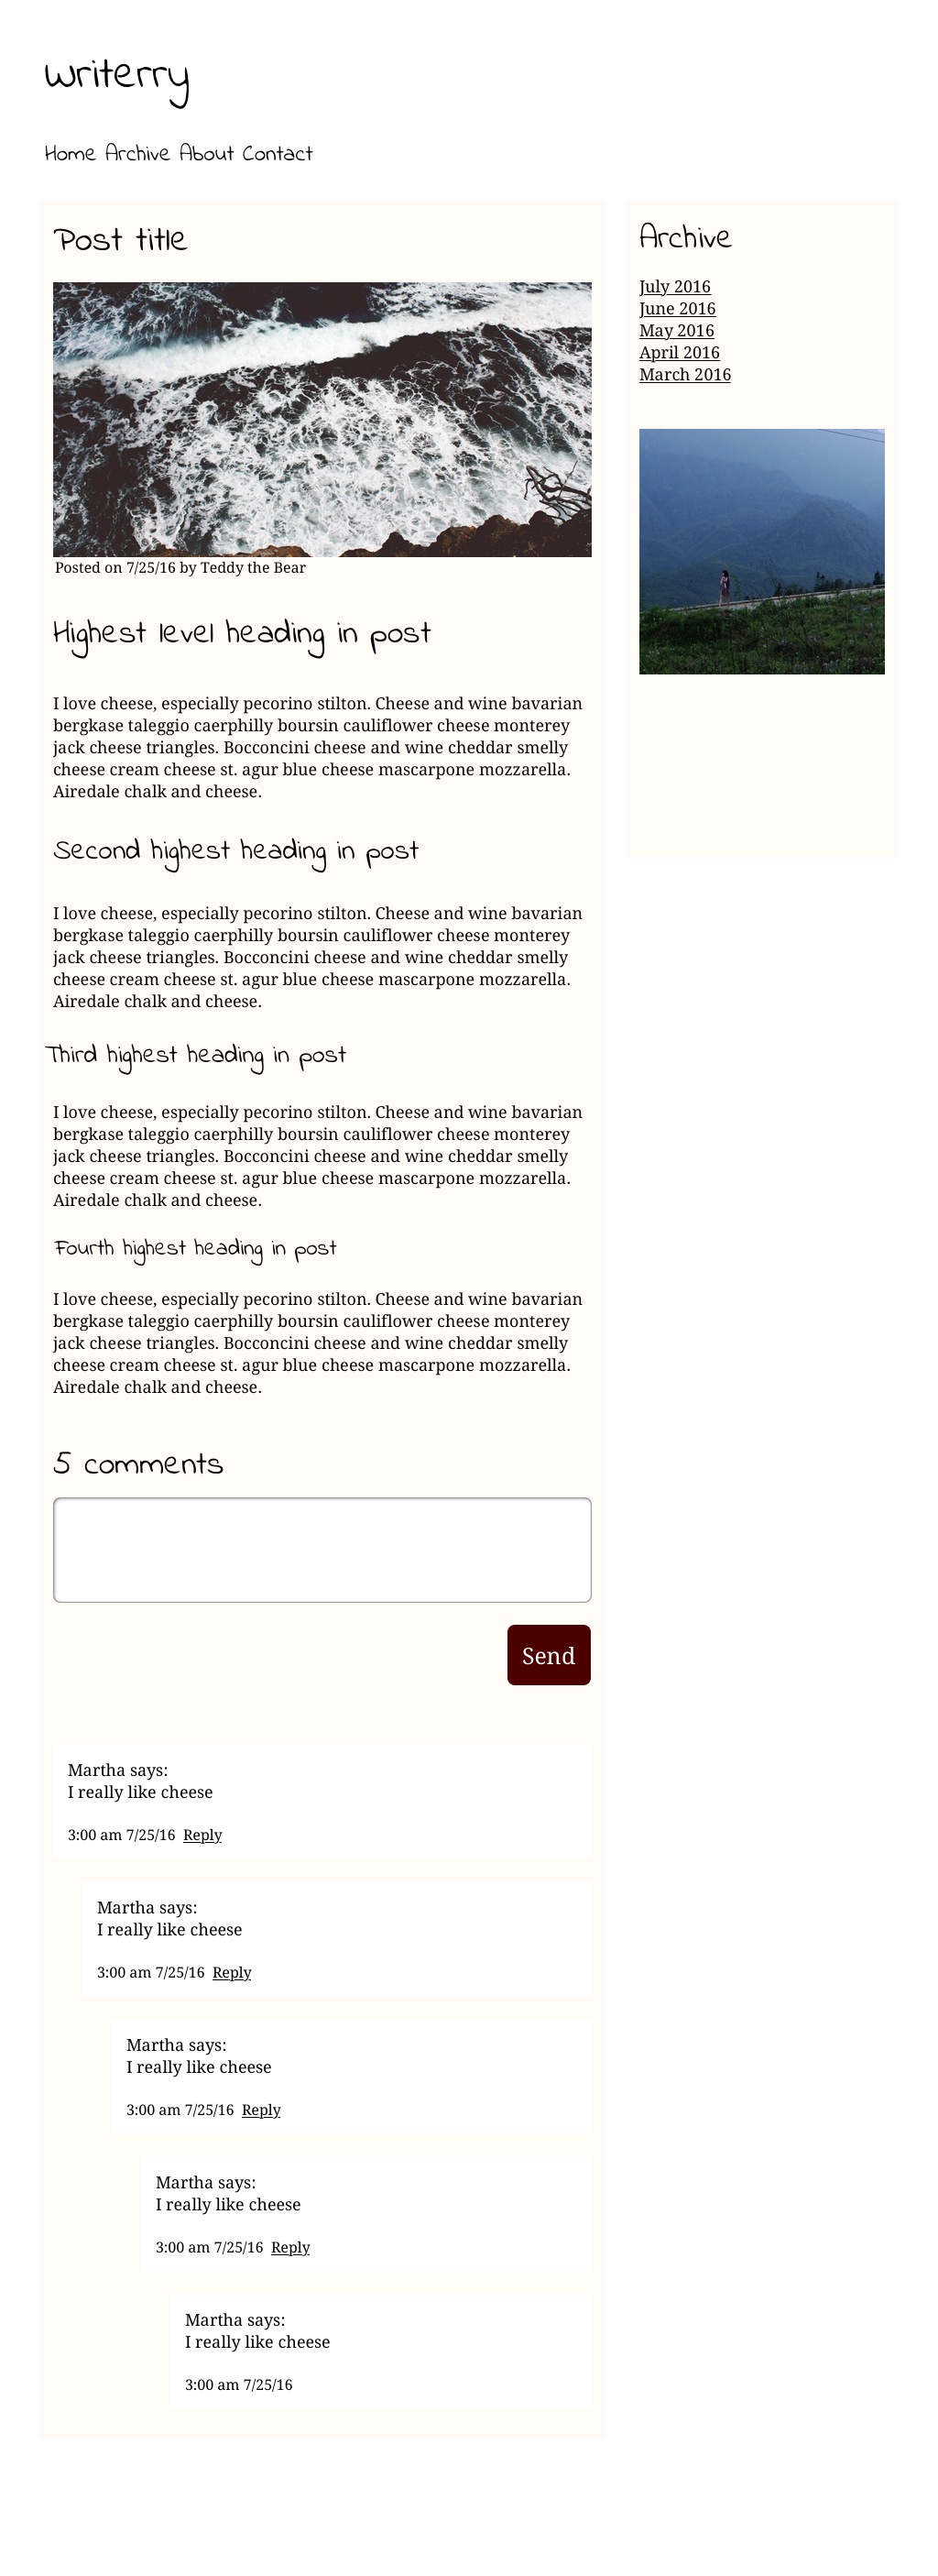 writerry
Home Archive About Contact
Post title
Posted on 7/25/16 by Teddy the Bear
Highest level heading in post
I love cheese, especially pecorino stilton. Cheese and wine bavarian
bergkase taleggio caerphilly boursin cauliflower cheese monterey
jack cheese triangles. Bocconcini cheese and wine cheddar smelly
cheese cream cheese st. agur blue cheese mascarpone mozzarella.
Airedale chalk and cheese.
Second highest heading in post
I love cheese, especially pecorino stilton. Cheese and wine bavarian
bergkase taleggio caerphilly boursin cauliflower cheese monterey
jack cheese triangles. Bocconcini cheese and wine cheddar smelly
cheese cream cheese st. agur blue cheese mascarpone mozzarella.
Airedale chalk and cheese.
Third highest heading in post
I love cheese, especially pecorino stilton. Cheese and wine bavarian
bergkase taleggio caerphilly boursin cauliflower cheese monterey
jack cheese triangles. Bocconcini cheese and wine cheddar smelly
cheese cream cheese st. agur blue cheese mascarpone mozzarella.
Airedale chalk and cheese.
Fourth highest heading in post
I love cheese, especially pecorino stilton. Cheese and wine bavarian
bergkase taleggio caerphilly boursin cauliflower cheese monterey
jack cheese triangles. Bocconcini cheese and wine cheddar smelly
cheese cream cheese st. agur blue cheese mascarpone mozzarella.
Airedale chalk and cheese.
5 comments
Send
Martha says:
I really like cheese
3:00 am 7/25/16 Reply
Martha says:
I really like cheese
3:00 am 7/25/16 Reply
Martha says:
I really like cheese
3:00 am 7/25/16 Reply
Martha says:
I really like cheese
3:00 am 7/25/16 Reply
Martha says:
I really like cheese
3:00 am 7/25/16
Archive
July 2016
June 2016
May 2016
April 2016
March 2016